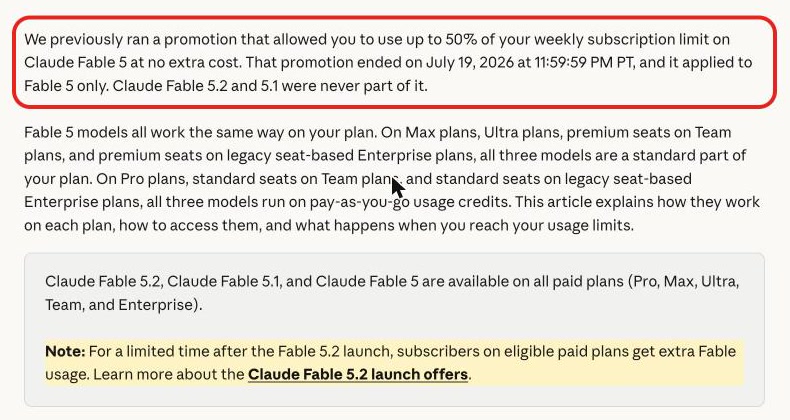 We previously ran a promotion that allowed you to use up to 50% of your weekly subscription limit on
Claude Fable 5 at no extra cost. That promotion ended on July 19, 2026 at 11:59:59 PM PT, and it applied to
Fable 5 only. Claude Fable 5.2 and 5.1 were never part of it.
Fable 5 models all work the same way on your plan. On Max plans, Ultra plans, premium seats on Team
plans, and premium seats on legacy seat-based Enterprise plans, all three models are a standard part of
your plan. On Pro plans, standard seats on Team plans, and standard seats on legacy seat-based
Enterprise plans, all three models run on pay-as-you-go usage credits. This article explains how they work
on each plan, how to access them, and what happens when you reach your usage limits.
Claude Fable 5.2, Claude Fable 5.1, and Claude Fable 5 are available on all paid plans (Pro, Max, Ultra,
Team, and Enterprise).
Note: For a limited time after the Fable 5.2 launch, subscribers on eligible paid plans get extra Fable
usage. Learn more about the Claude Fable 5.2 launch offers.